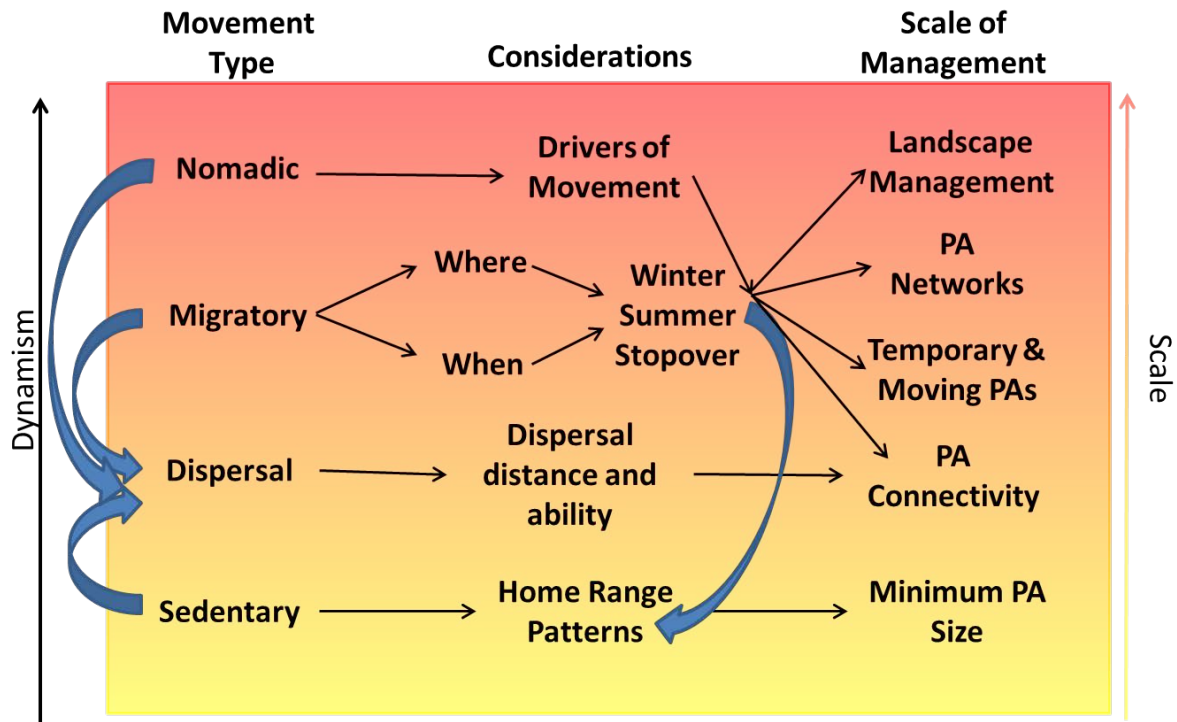 Movement
Type
Considerations
Scale of
Management
Nomadic
Drivers of
Movement
Landscape
Management
Migratory
Where
When
Winter
Summer
Stopover
PA
Networks
Temporary &
Moving PAs
Dispersal
Dispersal
distance and
ability
PA
Connectivity
Sedentary
Home Range
Patterns
Minimum PA
Size
Dynamism
Scale